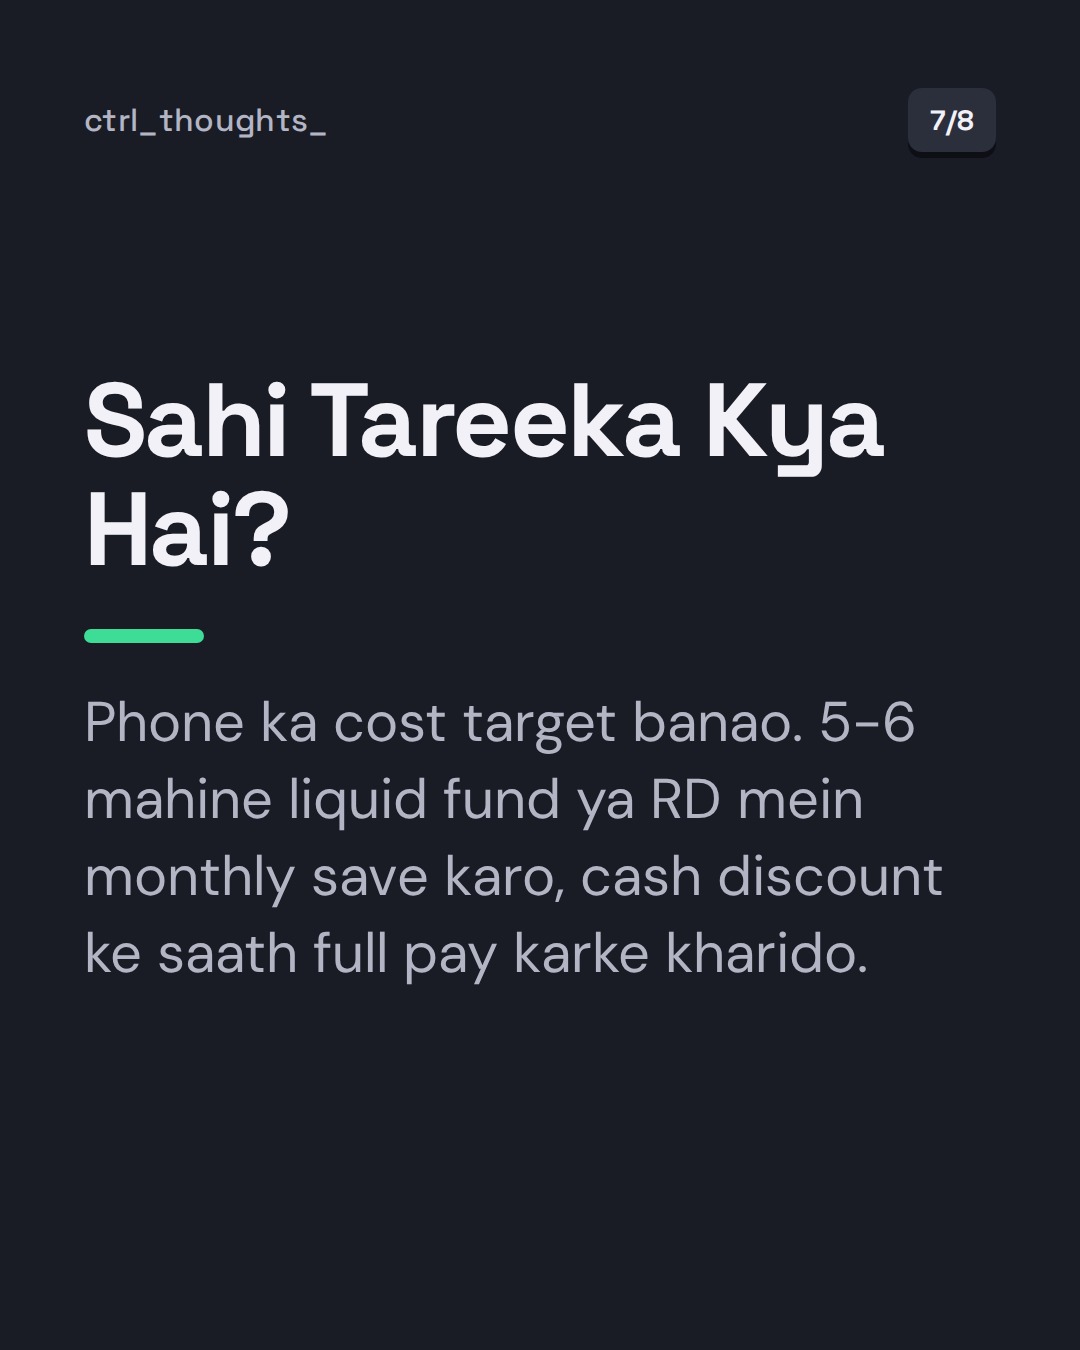 ctrl_thoughts_
7/8
Sahi Tareeka Kya
Hai?
Phone ka cost target banao. 5–6
mahine liquid fund ya RD mein
monthly save karo, cash discount
ke saath full pay karke kharido.